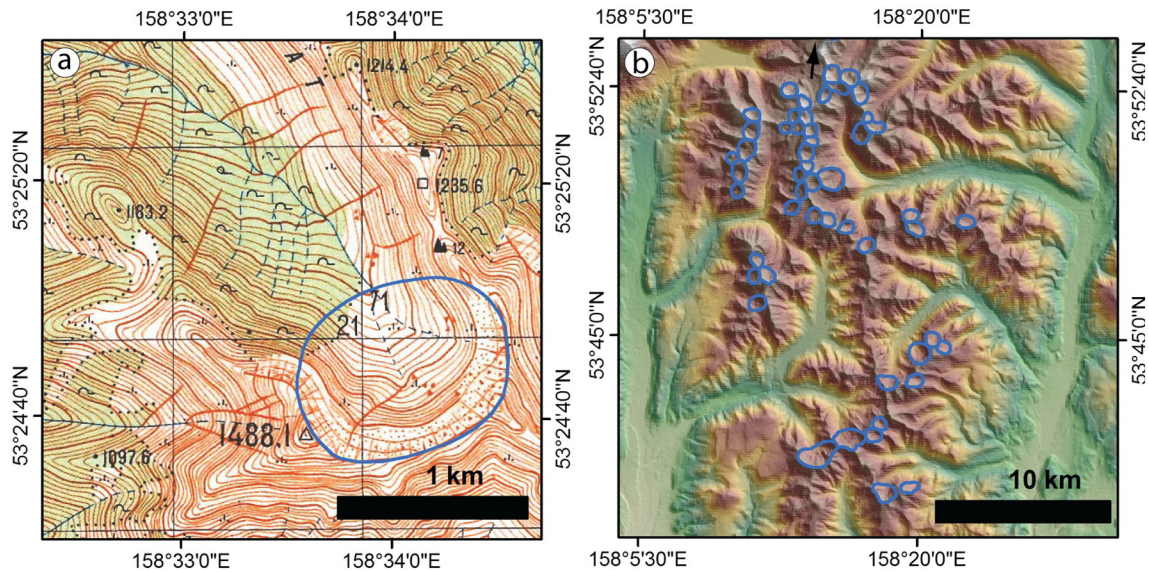 158°33'0"E
158°34'0"E
158°5'30"E
158°20'0"E
a
b
1214.4
A
T
53°25'20"N
53°25'20"N
53°52'40"N
53°52'40"N
1235.6
1183.2
12
71
21
53°45'0"N
53°45'0"N
53°24'40"N
53°24'40"N
1488.1
1097.6
1 km
10 km
158°33'0"E
158°34'0"E
158°5'30"E
158°20'0"E